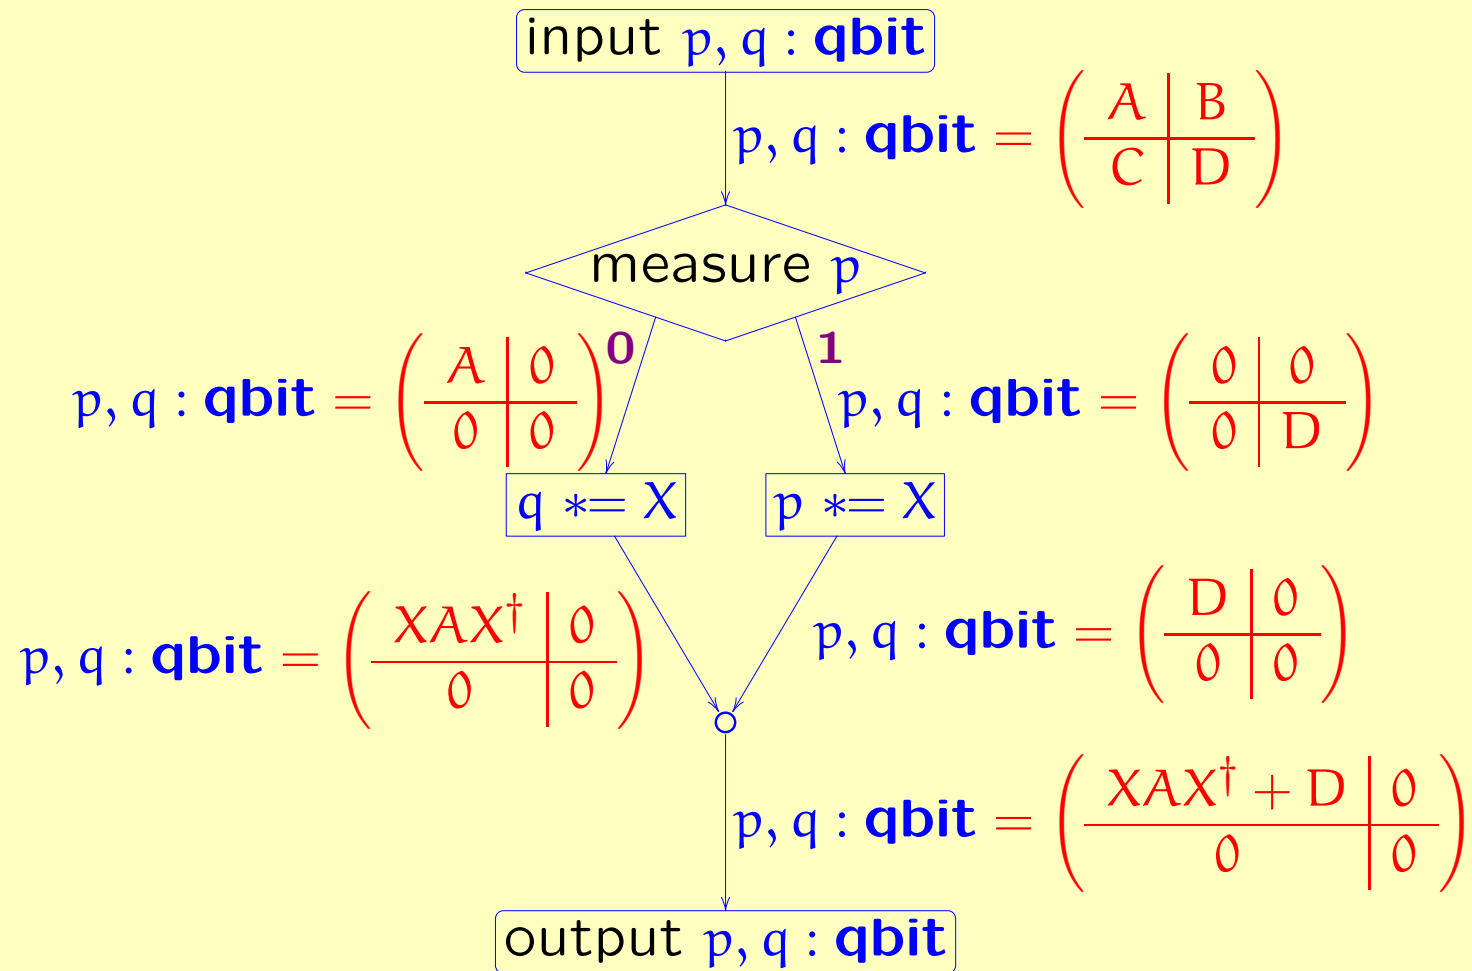 input p, q : qbit
p, q : qbit = ( A | B
C | D )
measure p
0
1
p, q : qbit = ( A | 0
0 | 0 )
p, q : qbit = ( 0 | 0
0 | D )
q *= X
p *= X
p, q : qbit = ( XAX† | 0
0 | 0 )
p, q : qbit = ( D | 0
0 | 0 )
p, q : qbit = ( XAX† + D | 0
0 | 0 )
output p, q : qbit